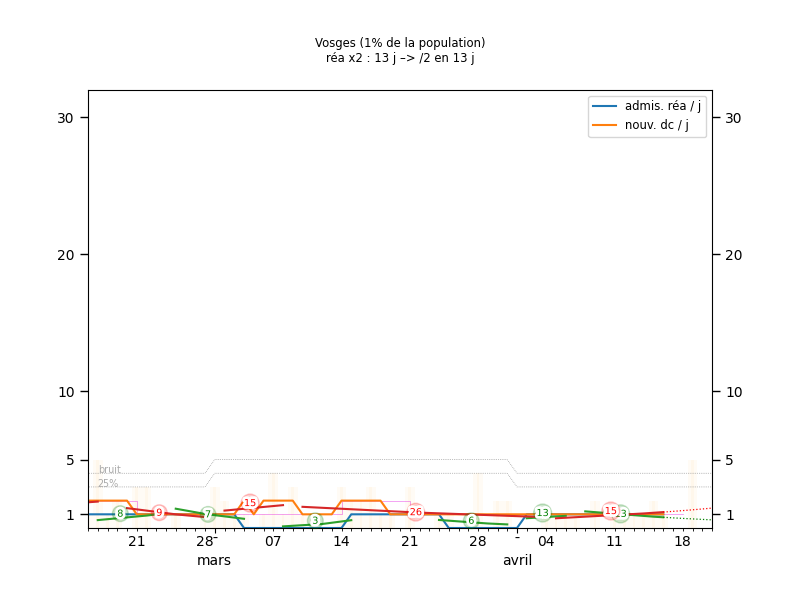 Vosges (1% de la population)
réa x2 : 13 j –> /2 en 13 j
admis. réa / j
nouv. dc / j
30 30
20 20
10 10
5 5
1 1
bruit
25%
8 9 7 15 3 26 6 13 15
21 28 07 14 21 28 04 11 18
mars avril